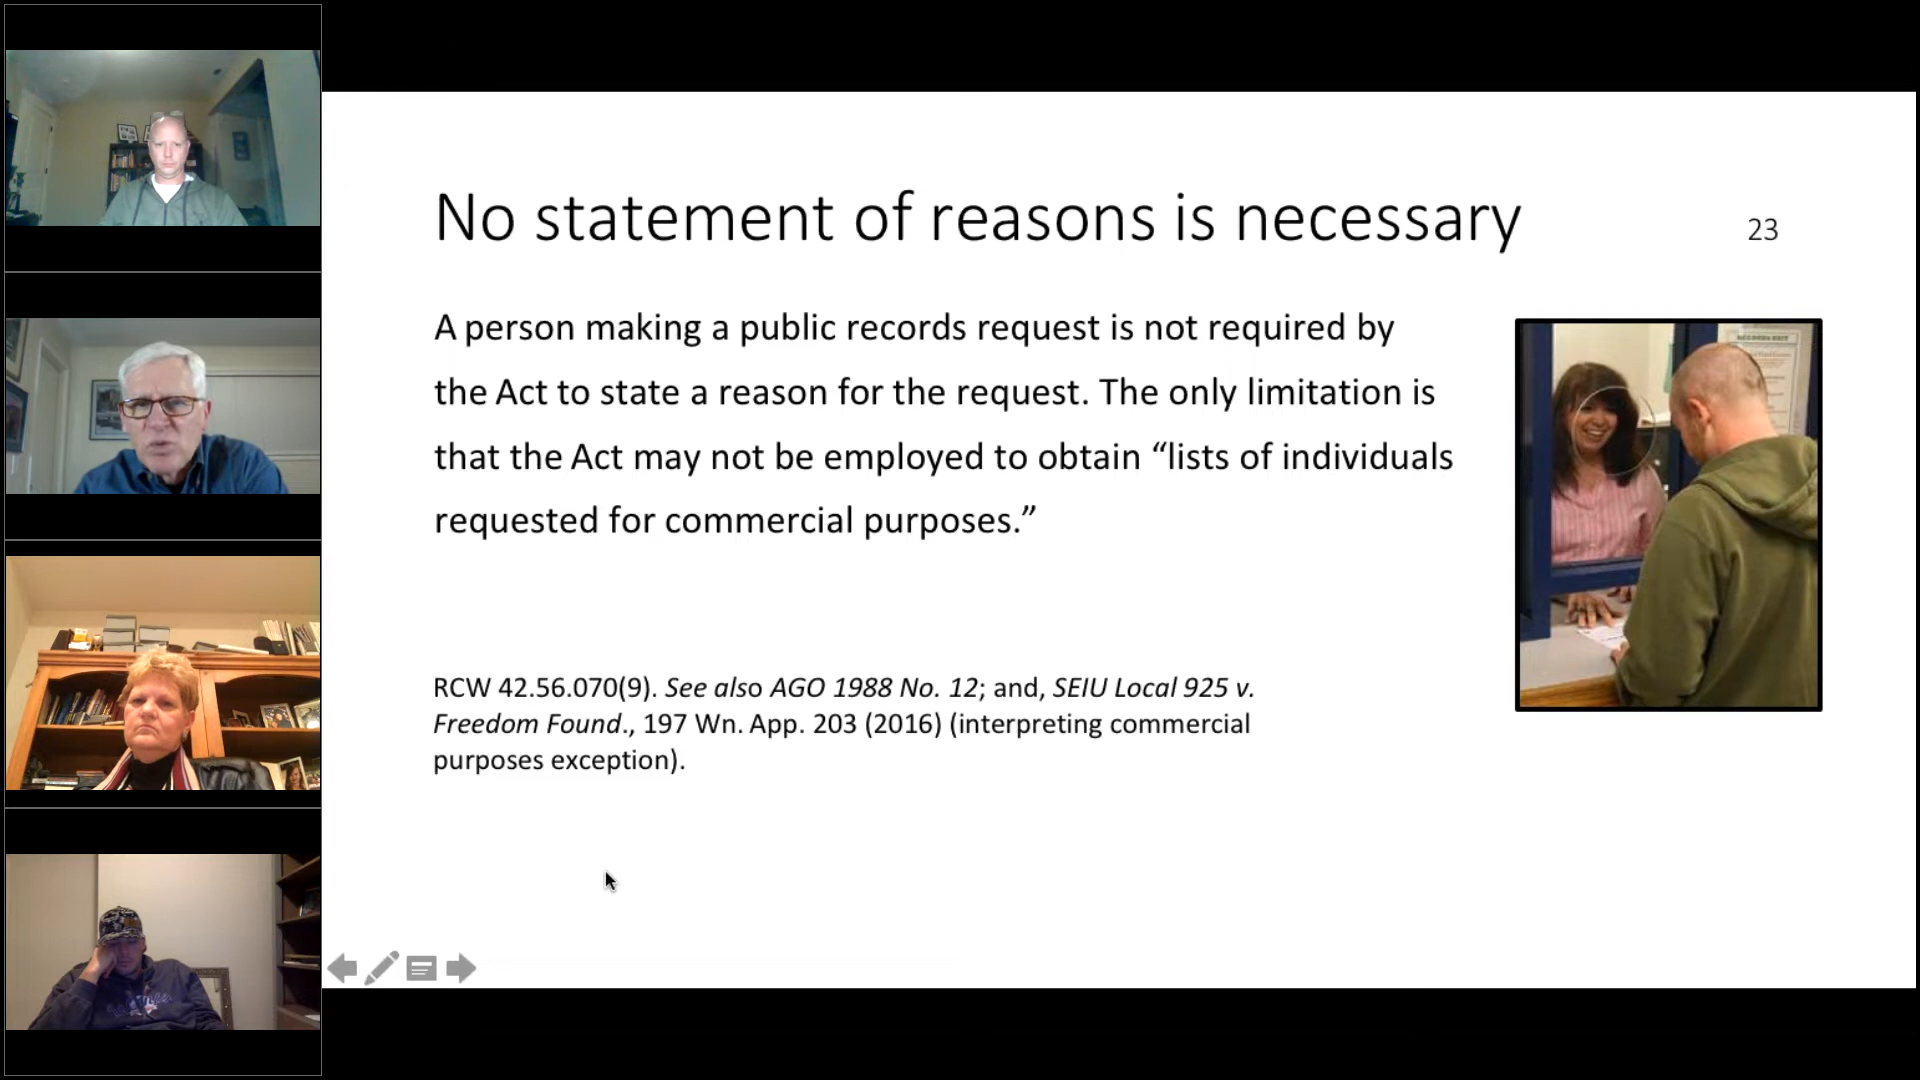 No statement of reasons is necessary
23
A person making a public records request is not required by
the Act to state a reason for the request. The only limitation is
that the Act may not be employed to obtain “lists of individuals
requested for commercial purposes.”
RCW 42.56.070(9). See also AGO 1988 No. 12; and, SEIU Local 925 v.
Freedom Found., 197 Wn. App. 203 (2016) (interpreting commercial
purposes exception).